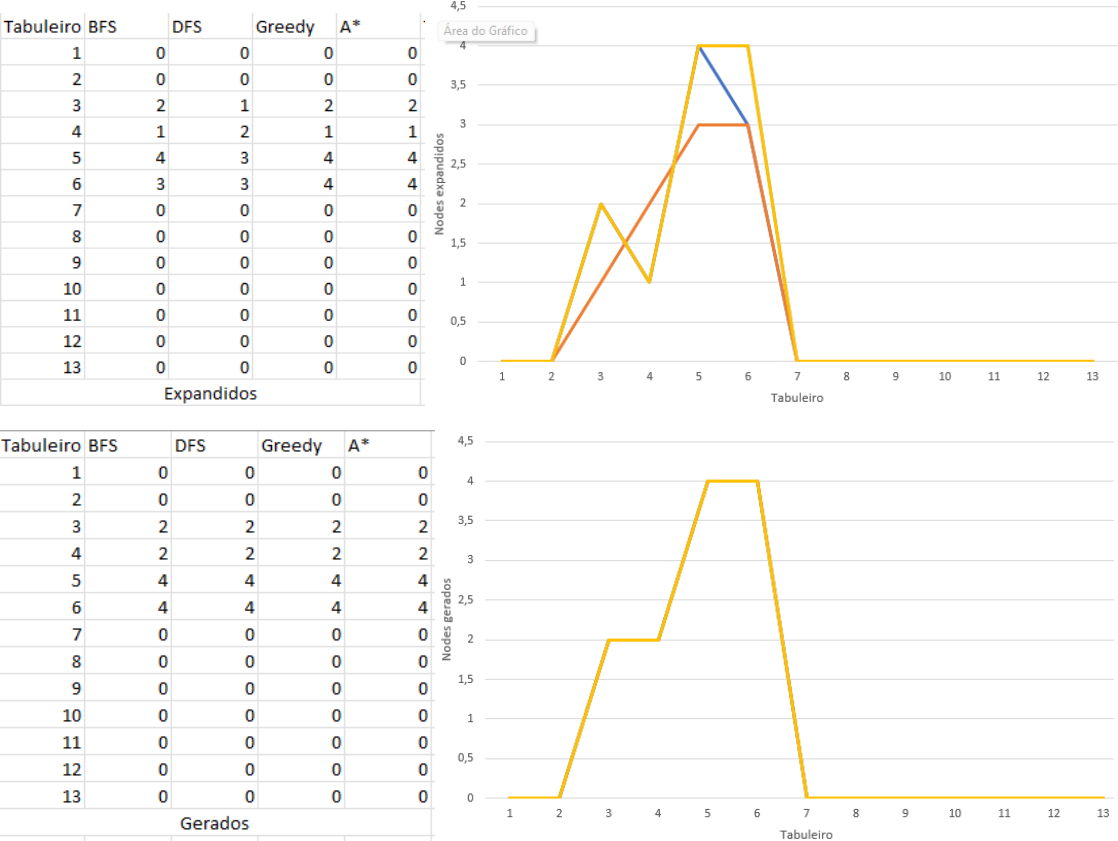 Tabuleiro BFS DFS Greedy A*
1 0 0 0 0
2 0 0 0 0
3 2 1 2 2
4 1 2 1 1
5 4 3 4 4
6 3 3 4 4
7 0 0 0 0
8 0 0 0 0
9 0 0 0 0
10 0 0 0 0
11 0 0 0 0
12 0 0 0 0
13 0 0 0 0
Expandidos
4,5
Área do Gráfico
4
3,5
3
2,5
2
1,5
1
0,5
0
Nodes expandidos
1 2 3 4 5 6 7 8 9 10 11 12 13
Tabuleiro
Tabuleiro BFS DFS Greedy A*
1 0 0 0 0
2 0 0 0 0
3 2 2 2 2
4 2 2 2 2
5 4 4 4 4
6 4 4 4 4
7 0 0 0 0
8 0 0 0 0
9 0 0 0 0
10 0 0 0 0
11 0 0 0 0
12 0 0 0 0
13 0 0 0 0
Gerados
4,5
4
3,5
3
2,5
2
1,5
1
0,5
0
Nodes gerados
1 2 3 4 5 6 7 8 9 10 11 12 13
Tabuleiro